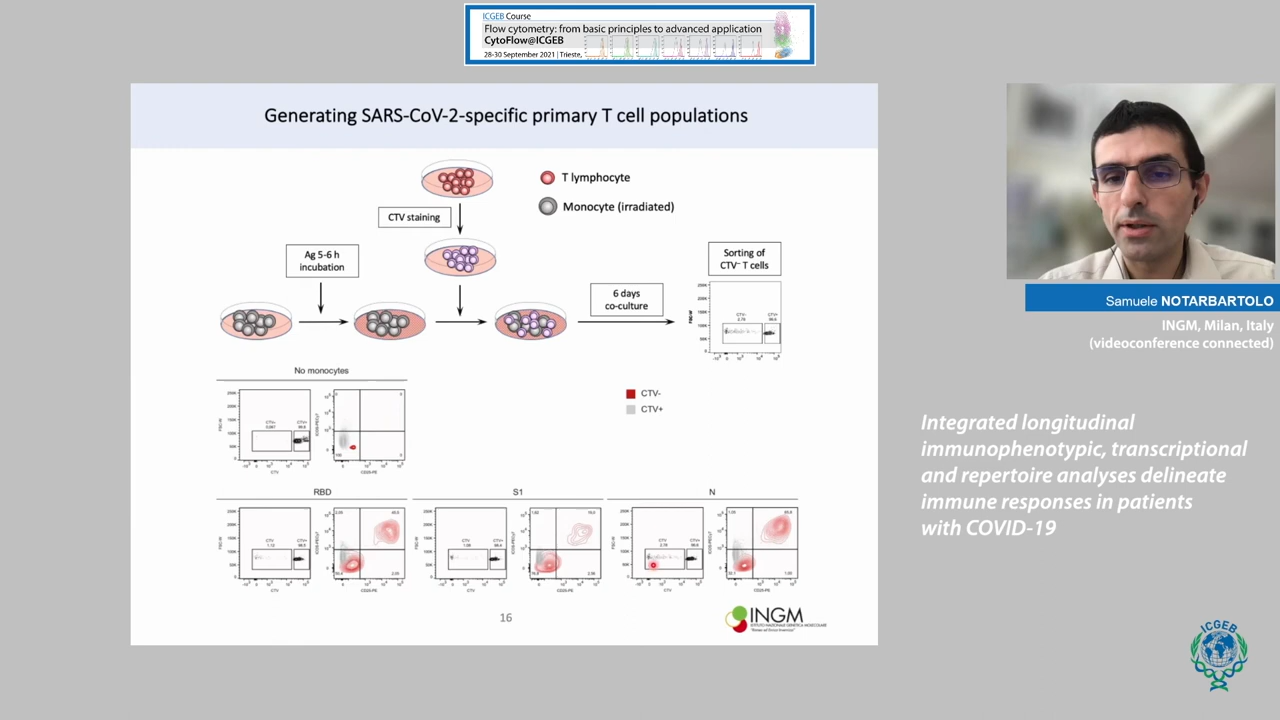 ICGEB Course
Flow cytometry: from basic principles to advanced application
CytoFlow@ICGEB
28-30 September 2021 | Trieste,
Generating SARS-CoV-2-specific primary T cell populations
T lymphocyte
Monocyte (irradiated)
CTV staining
Ag 5-6 h
incubation
6 days
co-culture
Sorting of
CTV⁻ T cells
No monocytes
CTV-
CTV+
RBD
S1
N
16
INGM
Samuele NOTARBARTOLO
INGM, Milan, Italy
(videoconference connected)
Integrated longitudinal
immunophenotypic, transcriptional
and repertoire analyses delineate
immune responses in patients
with COVID-19
ICGEB